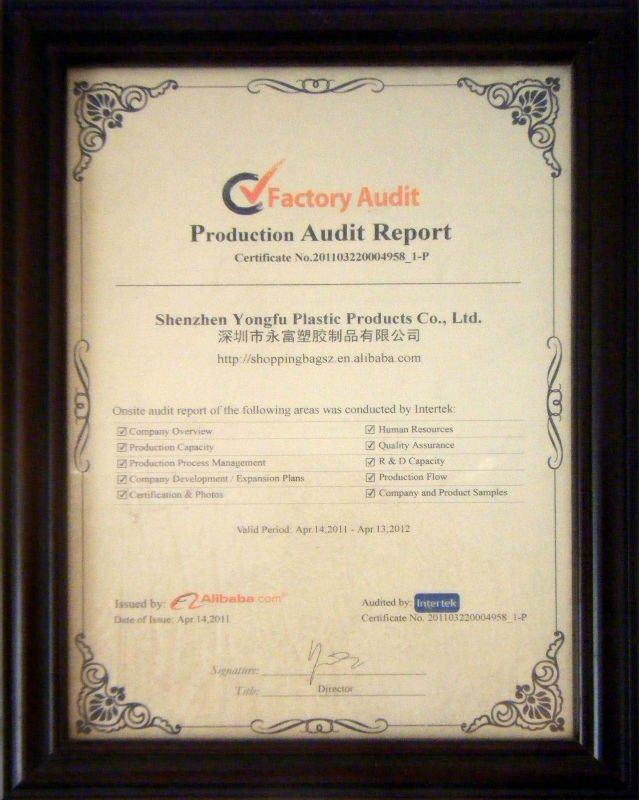 Factory Audit
Production Audit Report
Certificate No.201103220004958_1-P
Shenzhen Yongfu Plastic Products Co., Ltd.
深圳市永富塑胶制品有限公司
http://shoppingbagsz.en.alibaba.com
Onsite audit report of the following areas was conducted by Intertek:
☑ Company Overview ☑ Human Resources
☑ Production Capacity ☑ Quality Assurance
☑ Production Process Management ☑ R & D Capacity
☑ Company Development / Expansion Plans ☑ Production Flow
☑ Certification & Photos ☑ Company and Product Samples
Valid Period: Apr.14,2011 - Apr.13,2012
Issued by: Alibaba.com® Audited by: Intertek
Date of Issue: Apr.14,2011 Certificate No. 201103220004958_1-P
Signature:
Title: Director